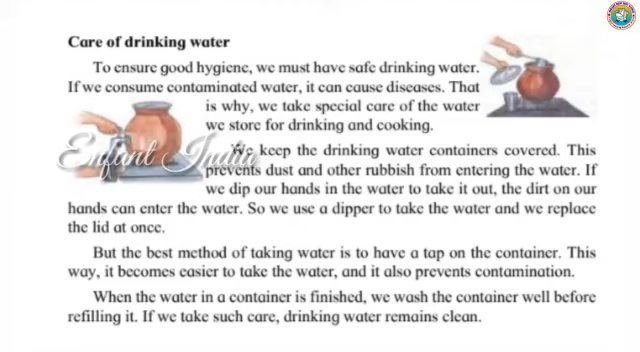 Care of drinking water
To ensure good hygiene, we must have safe drinking water.
If we consume contaminated water, it can cause diseases. That
is why, we take special care of the water
we store for drinking and cooking.
Enfant India
We keep the drinking water containers covered. This
prevents dust and other rubbish from entering the water. If
we dip our hands in the water to take it out, the dirt on our
hands can enter the water. So we use a dipper to take the water and we replace
the lid at once.
But the best method of taking water is to have a tap on the container. This
way, it becomes easier to take the water, and it also prevents contamination.
When the water in a container is finished, we wash the container well before
refilling it. If we take such care, drinking water remains clean.